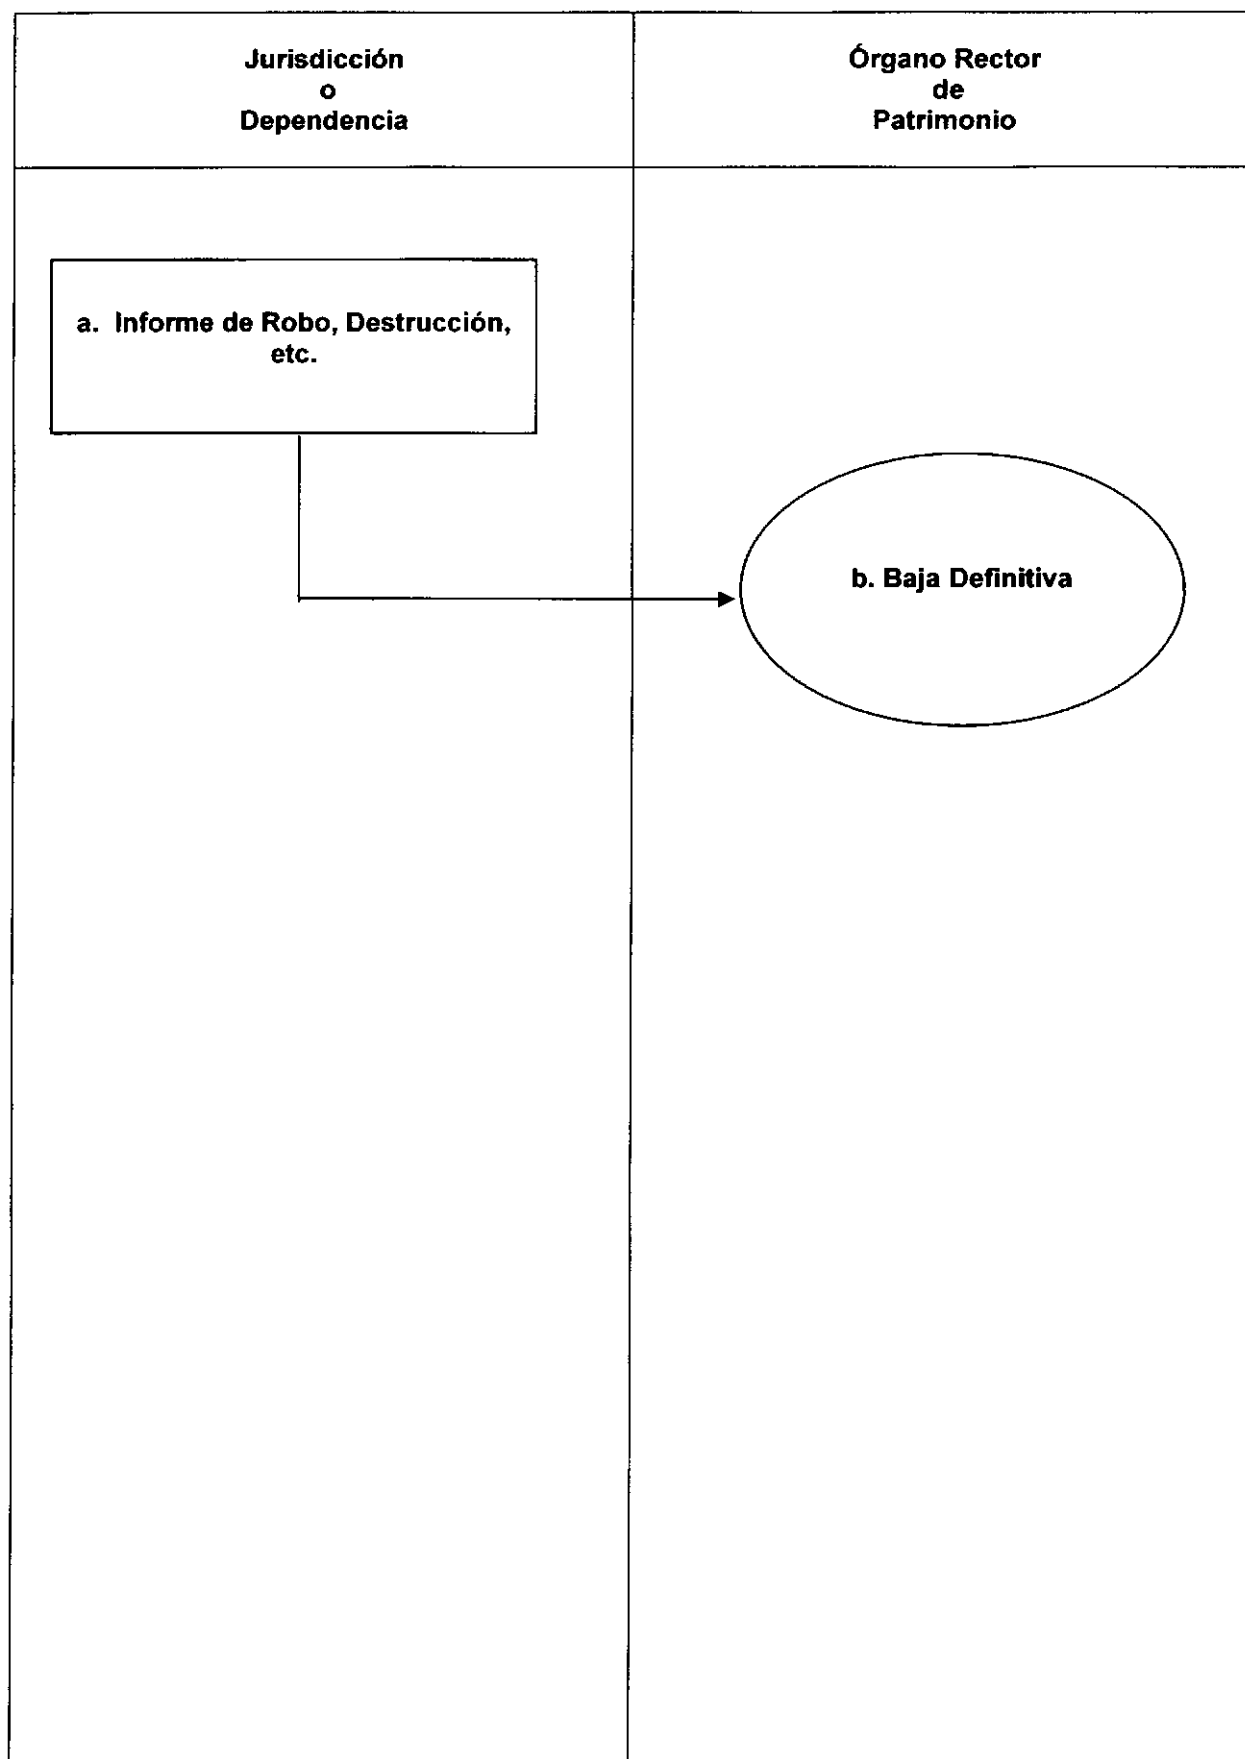 Jurisdicción
o
Dependencia
Órgano Rector
de
Patrimonio
a. Informe de Robo, Destrucción,
etc.
b. Baja Definitiva